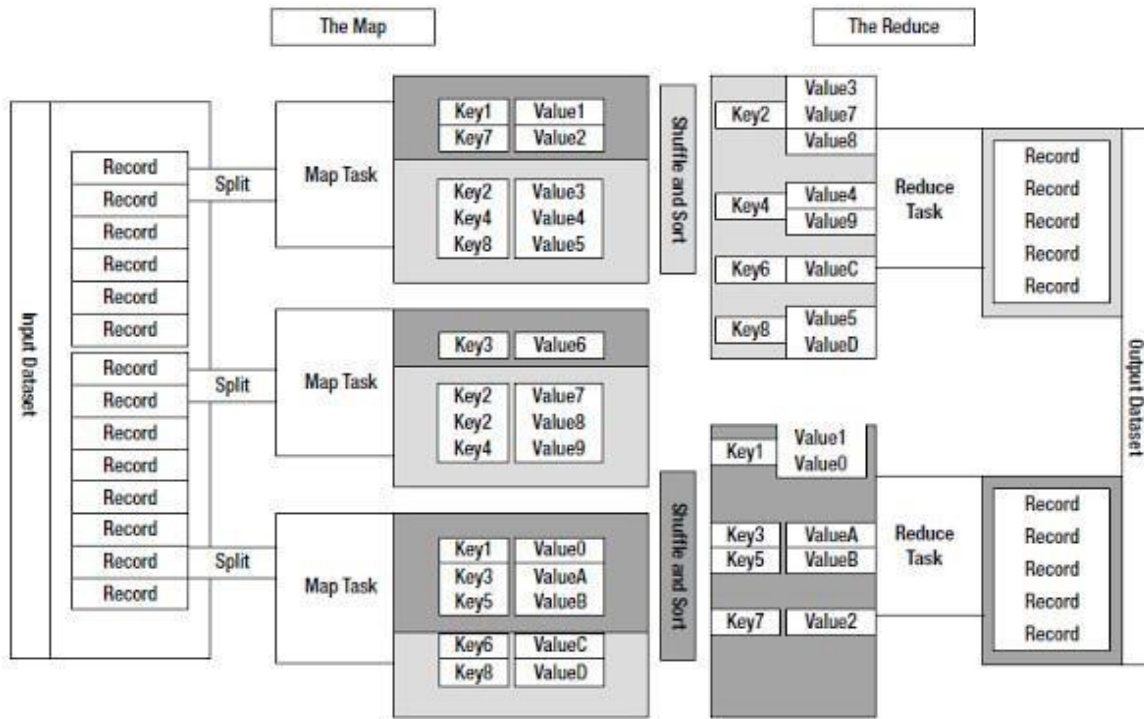 The Map
The Reduce
Input Dataset
Record
Record
Record
Record
Record
Record
Record
Record
Record
Record
Record
Record
Record
Record
Split
Split
Split
Map Task
Key1 Value1
Key7 Value2
Key2 Value3
Key4 Value4
Key8 Value5
Map Task
Key3 Value6
Key2 Value7
Key2 Value8
Key4 Value9
Map Task
Key1 Value0
Key3 ValueA
Key5 ValueB
Key6 ValueC
Key8 ValueD
Shuffle and Sort
Shuffle and Sort
Key2
Value3
Value7
Value8
Key4
Value4
Value9
Key6 ValueC
Key8
Value5
ValueD
Reduce
Task
Record
Record
Record
Record
Record
Key1
Value1
Value0
Key3 ValueA
Key5 ValueB
Key7 Value2
Reduce
Task
Record
Record
Record
Record
Record
Output Dataset